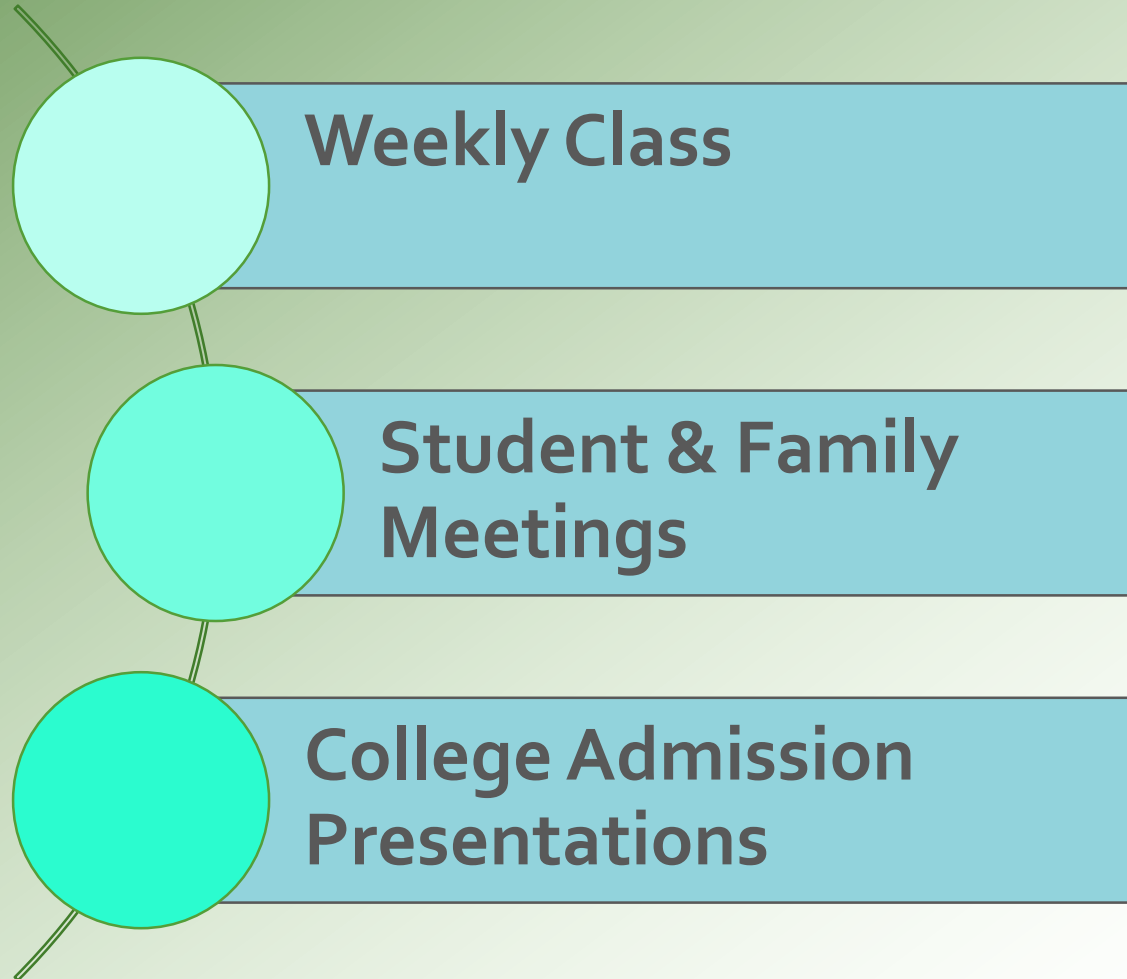 Weekly Class
Student & Family
Meetings
College Admission
Presentations